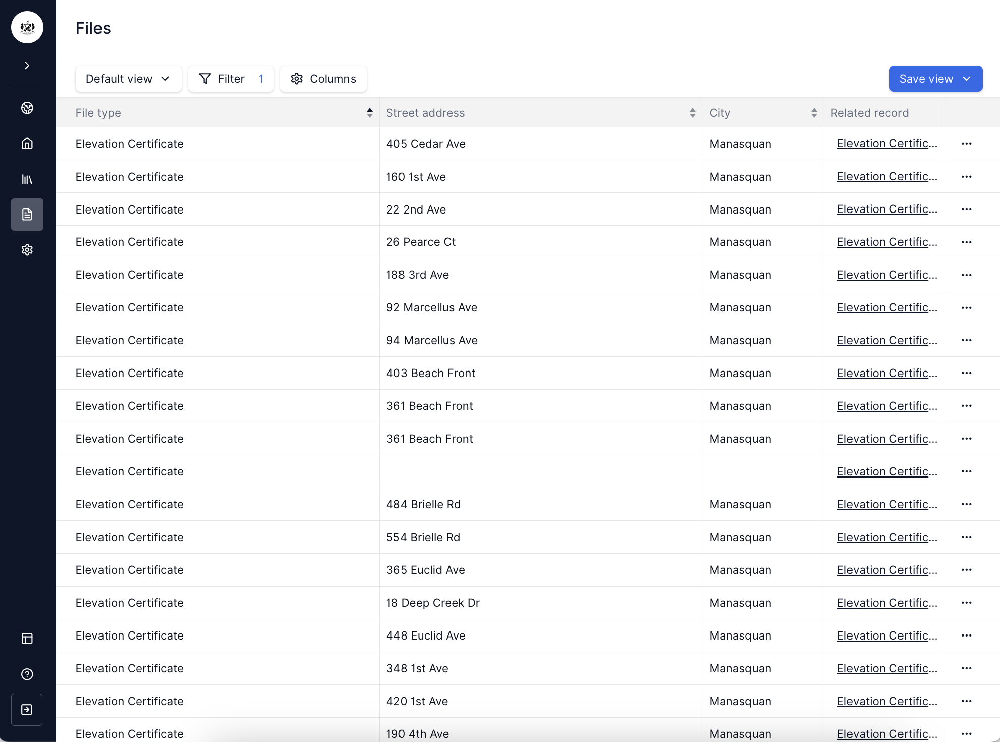 Files
Default view Filter 1 Columns Save view
File type Street address City Related record
Elevation Certificate 405 Cedar Ave Manasquan Elevation Certific...
Elevation Certificate 160 1st Ave Manasquan Elevation Certific...
Elevation Certificate 22 2nd Ave Manasquan Elevation Certific...
Elevation Certificate 26 Pearce Ct Manasquan Elevation Certific...
Elevation Certificate 188 3rd Ave Manasquan Elevation Certific...
Elevation Certificate 92 Marcellus Ave Manasquan Elevation Certific...
Elevation Certificate 94 Marcellus Ave Manasquan Elevation Certific...
Elevation Certificate 403 Beach Front Manasquan Elevation Certific...
Elevation Certificate 361 Beach Front Manasquan Elevation Certific...
Elevation Certificate 361 Beach Front Manasquan Elevation Certific...
Elevation Certificate Elevation Certific...
Elevation Certificate 484 Brielle Rd Manasquan Elevation Certific...
Elevation Certificate 554 Brielle Rd Manasquan Elevation Certific...
Elevation Certificate 365 Euclid Ave Manasquan Elevation Certific...
Elevation Certificate 18 Deep Creek Dr Manasquan Elevation Certific...
Elevation Certificate 448 Euclid Ave Manasquan Elevation Certific...
Elevation Certificate 348 1st Ave Manasquan Elevation Certific...
Elevation Certificate 420 1st Ave Manasquan Elevation Certific...
Elevation Certificate 190 4th Ave Manasquan Elevation Certific...